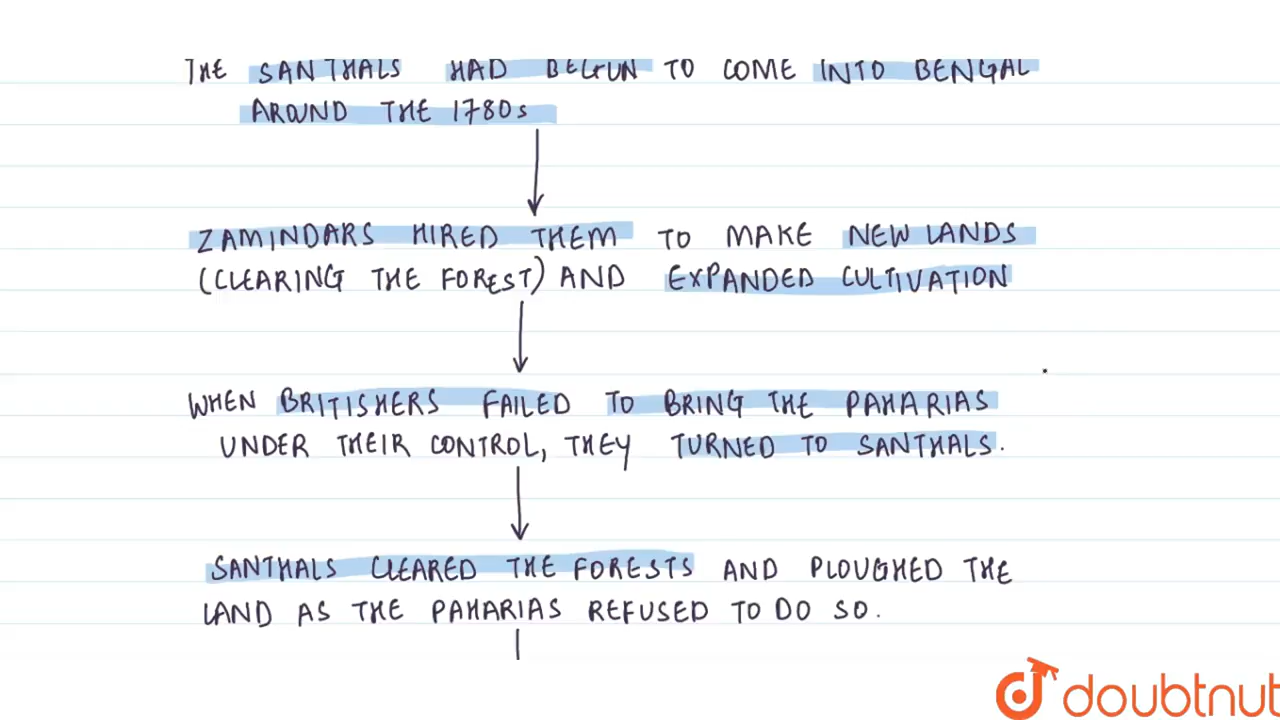 THE SANTHALS HAD BEGUN TO COME INTO BENGAL
AROUND THE 1780s
ZAMINDARS HIRED THEM TO MAKE NEW LANDS
(CLEARING THE FOREST) AND EXPANDED CULTIVATION
WHEN BRITISHERS FAILED TO BRING THE PAHARIAS
UNDER THEIR CONTROL, THEY TURNED TO SANTHALS.
SANTHALS CLEARED THE FORESTS AND PLOUGHED THE
LAND AS THE PAHARIAS REFUSED TO DO SO.
doubtnut